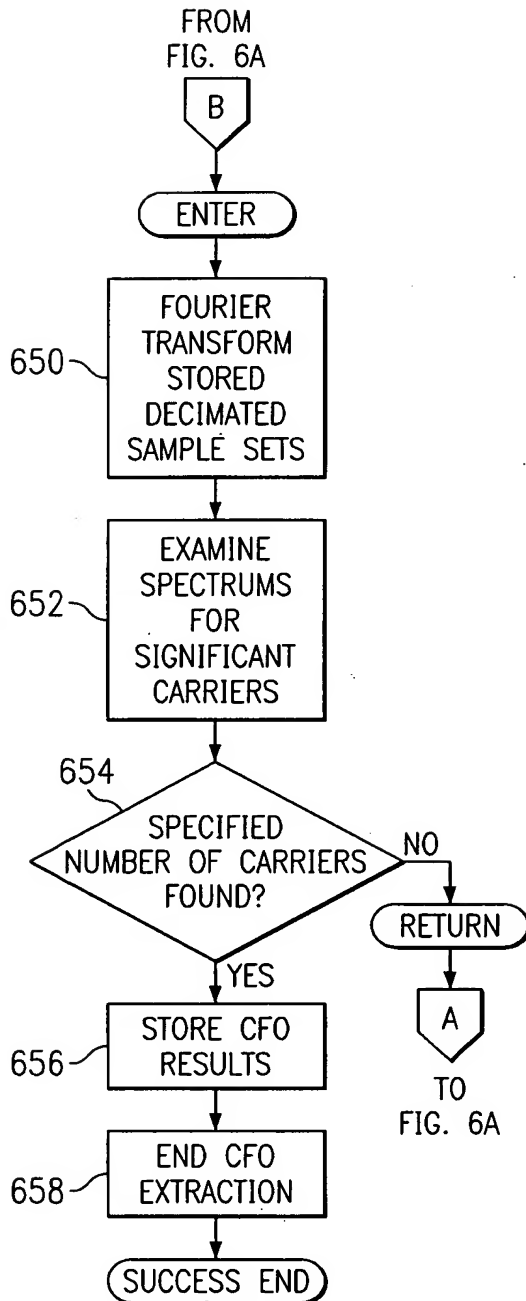 FROM
FIG. 6A
B
ENTER
650
FOURIER
TRANSFORM
STORED
DECIMATED
SAMPLE SETS
652
EXAMINE
SPECTRUMS
FOR
SIGNIFICANT
CARRIERS
654
SPECIFIED
NUMBER OF CARRIERS
FOUND?
NO
RETURN
A
TO
FIG. 6A
YES
656
STORE CFO
RESULTS
658
END CFO
EXTRACTION
SUCCESS END